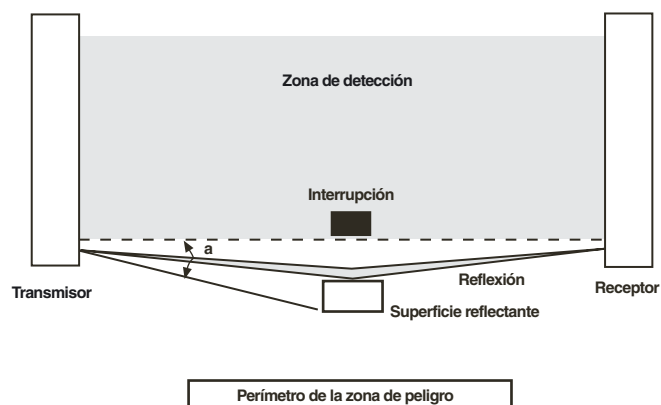 Zona de detección
Interrupción
a
Reflexión
Transmisor
Receptor
Superficie reflectante
Perímetro de la zona de peligro